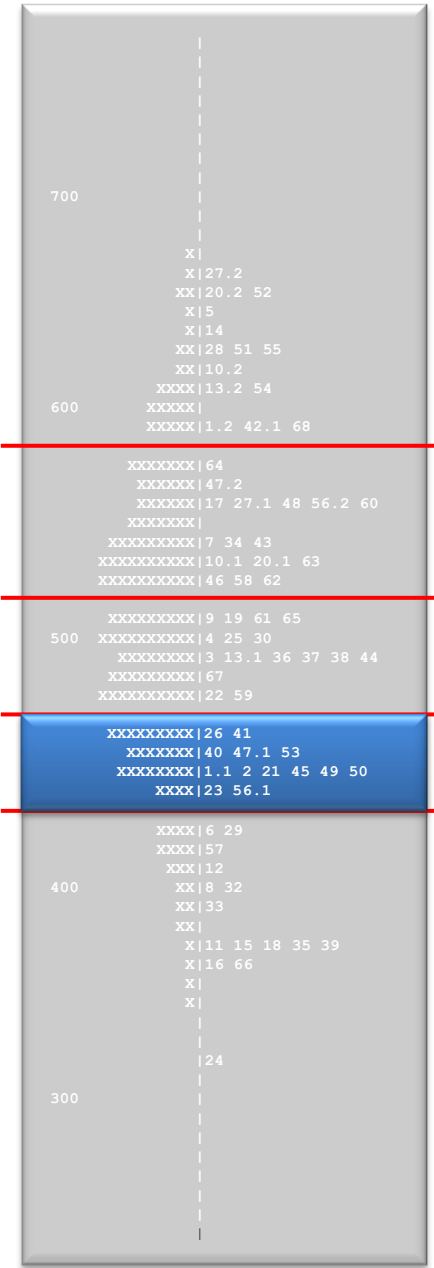 |
|
|
|
|
|
|
|
700 |
|
|
X|
X|27.2
XX|20.2 52
X|5
X|14
XX|28 51 55
XX|10.2
XXXX|13.2 54
600 XXXXX|
XXXXX|1.2 42.1 68
XXXXXXX|64
XXXXXX|47.2
XXXXXX|17 27.1 48 56.2 60
XXXXXXX|
XXXXXXXXX|7 34 43
XXXXXXXXXX|10.1 20.1 63
XXXXXXXXXX|46 58 62
XXXXXXXXX|9 19 61 65
500 XXXXXXXXXX|4 25 30
XXXXXXXX|3 13.1 36 37 38 44
XXXXXXXXX|67
XXXXXXXXXX|22 59
XXXXXXXXX|26 41
XXXXXXX|40 47.1 53
XXXXXXXX|1.1 2 21 45 49 50
XXXX|23 56.1
XXXX|6 29
XXXX|57
XXX|12
400 XX|8 32
XX|33
XX|
X|11 15 18 35 39
X|16 66
X|
X|
|
|
|24
|
300 |
|
|
|
|
|
|
|